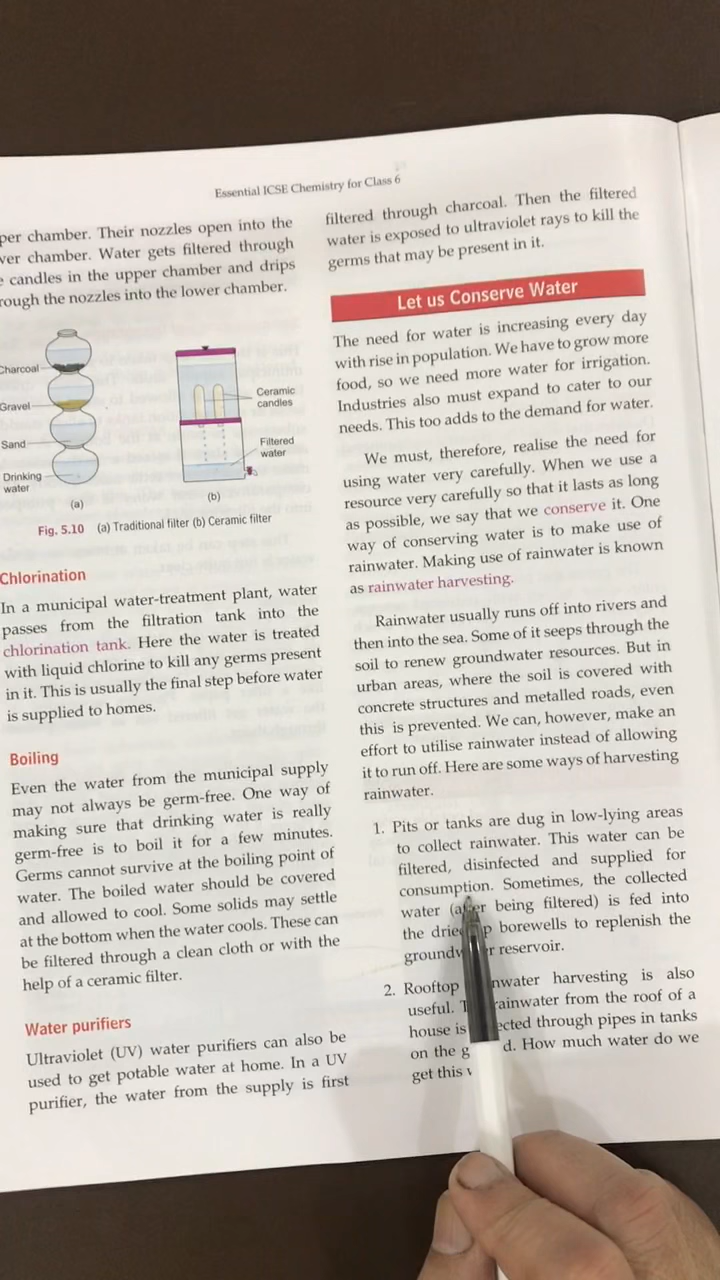 Essential ICSE Chemistry for Class 6
per chamber. Their nozzles open into the
ver chamber. Water gets filtered through
candles in the upper chamber and drips
rough the nozzles into the lower chamber.
Charcoal
Gravel
Sand
Drinking
water
(a)
Ceramic
candles
Filtered
water
(b)
Fig. 5.10 (a) Traditional filter (b) Ceramic filter
Chlorination
In a municipal water-treatment plant, water
passes from the filtration tank into the
chlorination tank. Here the water is treated
with liquid chlorine to kill any germs present
in it. This is usually the final step before water
is supplied to homes.
Boiling
Even the water from the municipal supply
may not always be germ-free. One way of
making sure that drinking water is really
germ-free is to boil it for a few minutes.
Germs cannot survive at the boiling point of
water. The boiled water should be covered
and allowed to cool. Some solids may settle
at the bottom when the water cools. These can
be filtered through a clean cloth or with the
help of a ceramic filter.
Water purifiers
Ultraviolet (UV) water purifiers can also be
used to get potable water at home. In a UV
purifier, the water from the supply is first
filtered through charcoal. Then the filtered
water is exposed to ultraviolet rays to kill the
germs that may be present in it.
Let us Conserve Water
The need for water is increasing every day
with rise in population. We have to grow more
food, so we need more water for irrigation.
Industries also must expand to cater to our
needs. This too adds to the demand for water.
We must, therefore, realise the need for
using water very carefully. When we use a
resource very carefully so that it lasts as long
as possible, we say that we conserve it. One
way of conserving water is to make use of
rainwater. Making use of rainwater is known
as rainwater harvesting.
Rainwater usually runs off into rivers and
then into the sea. Some of it seeps through the
soil to renew groundwater resources. But in
urban areas, where the soil is covered with
concrete structures and metalled roads, even
this is prevented. We can, however, make an
effort to utilise rainwater instead of allowing
it to run off. Here are some ways of harvesting
rainwater.
1. Pits or tanks are dug in low-lying areas
to collect rainwater. This water can be
filtered, disinfected and supplied for
consumption. Sometimes, the collected
water (after being filtered) is fed into
the dried borewells to replenish the
reservoir.
2. Rooftop harvesting is also
useful. rainwater from the roof of a
house is through pipes in tanks
on the How much water do we
get this